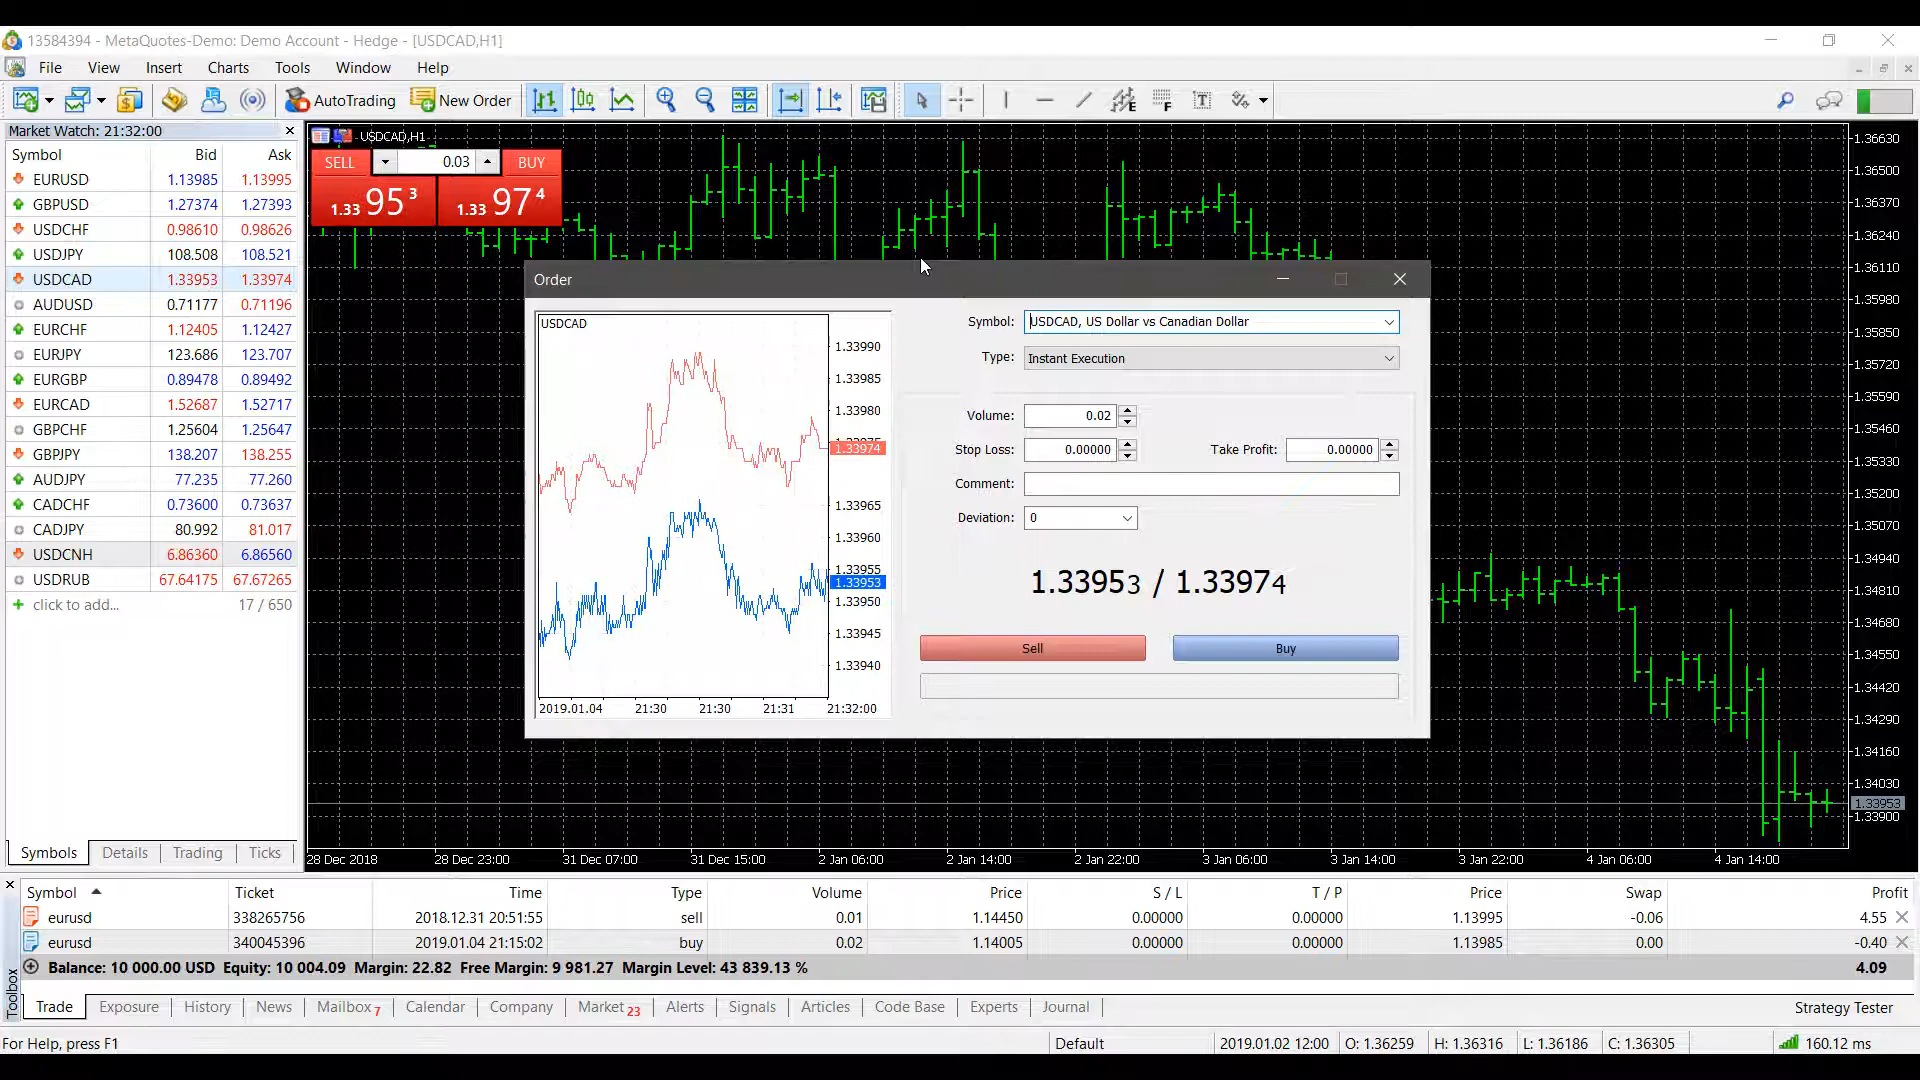 13584394 - MetaQuotes-Demo: Demo Account - Hedge - [USDCAD,H1]
File View Insert Charts Tools Window Help
AutoTrading New Order
Market Watch: 21:32:00
Symbol Bid Ask
EURUSD 1.13985 1.13995
GBPUSD 1.27374 1.27393
USDCHF 0.98610 0.98626
USDJPY 108.508 108.521
USDCAD 1.33953 1.33974
AUDUSD 0.71177 0.71196
EURCHF 1.12405 1.12427
EURJPY 123.686 123.707
EURGBP 0.89478 0.89492
EURCAD 1.52687 1.52717
GBPCHF 1.25604 1.25647
GBPJPY 138.207 138.255
AUDJPY 77.235 77.260
CADCHF 0.73600 0.73637
CADJPY 80.992 81.017
USDCNH 6.86360 6.86560
USDRUB 67.64175 67.67265
click to add... 17 / 650
Symbols Details Trading Ticks
USDCAD,H1
SELL 0.03 BUY
1.33 95 3 1.33 97 4
1.36630
1.36500
1.36370
1.36240
1.36110
1.35980
1.35850
1.35720
1.35590
1.35460
1.35330
1.35200
1.35070
1.34940
1.34810
1.34680
1.34550
1.34420
1.34290
1.34160
1.34030
1.33953
1.33900
28 Dec 2018 28 Dec 23:00 31 Dec 07:00 31 Dec 15:00 2 Jan 06:00 2 Jan 14:00 2 Jan 22:00 3 Jan 06:00 3 Jan 14:00 3 Jan 22:00 4 Jan 06:00 4 Jan 14:00
Order
USDCAD
1.33990
1.33985
1.33980
1.33974
1.33965
1.33960
1.33955
1.33953
1.33950
1.33945
1.33940
2019.01.04 21:30 21:30 21:31 21:32:00
Symbol: USDCAD, US Dollar vs Canadian Dollar
Type: Instant Execution
Volume: 0.02
Stop Loss: 0.00000 Take Profit: 0.00000
Comment:
Deviation: 0
1.33953 / 1.33974
Sell Buy
Symbol Ticket Time Type Volume Price S / L T / P Price Swap Profit
eurusd 338265756 2018.12.31 20:51:55 sell 0.01 1.14450 0.00000 0.00000 1.13995 -0.06 4.55
eurusd 340045396 2019.01.04 21:15:02 buy 0.02 1.14005 0.00000 0.00000 1.13985 0.00 -0.40
Balance: 10 000.00 USD Equity: 10 004.09 Margin: 22.82 Free Margin: 9 981.27 Margin Level: 43 839.13 % 4.09
Toolbox
Trade Exposure History News Mailbox 7 Calendar Company Market 23 Alerts Signals Articles Code Base Experts Journal Strategy Tester
For Help, press F1 Default 2019.01.02 12:00 O: 1.36259 H: 1.36316 L: 1.36186 C: 1.36305 160.12 ms